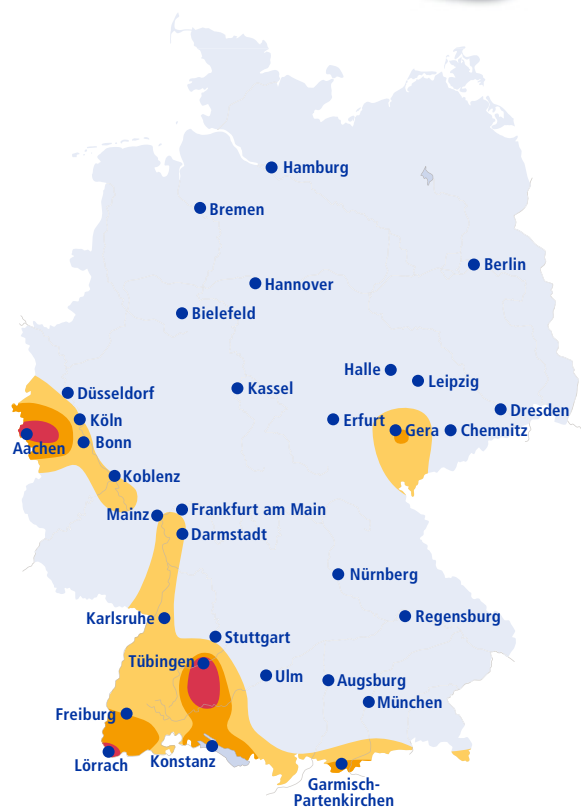 Hamburg
Bremen
Berlin
Hannover
Bielefeld
Halle
Leipzig
Kassel
Düsseldorf
Dresden
Köln
Erfurt
Gera
Chemnitz
Bonn
Aachen
Koblenz
Frankfurt am Main
Mainz
Darmstadt
Nürnberg
Karlsruhe
Regensburg
Stuttgart
Tübingen
Ulm
Augsburg
München
Freiburg
Konstanz
Lörrach
Garmisch-
Partenkirchen